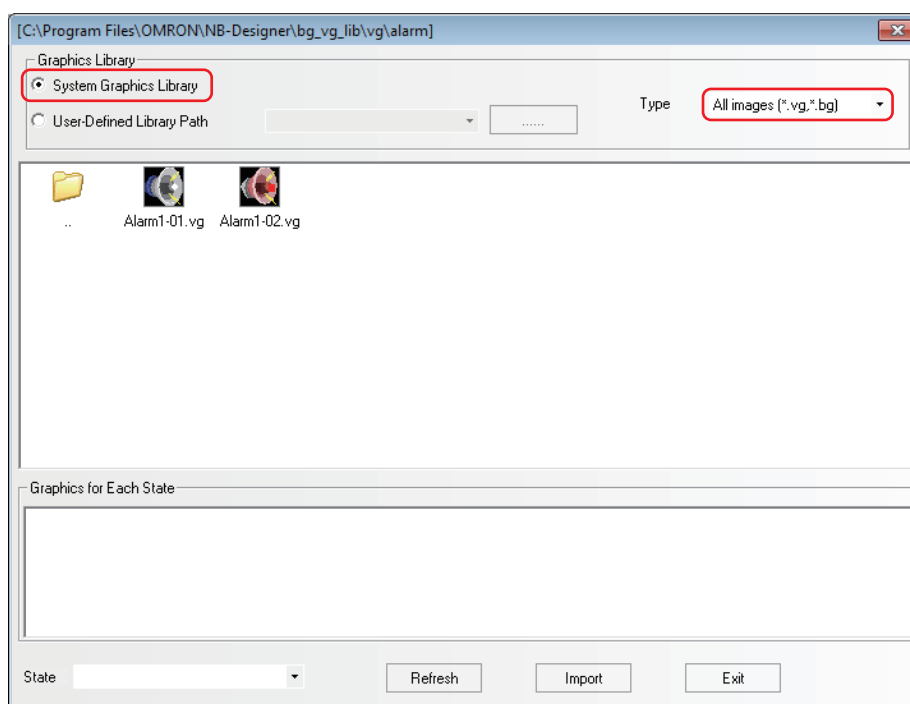 [C:\Program Files\OMRON\NB-Designer\bg_vg_lib\vg\alarm]
Graphics Library
System Graphics Library
Type
All images (*.vg,*.bg)
User-Defined Library Path
......
..
Alarm1-01.vg
Alarm1-02.vg
Graphics for Each State
State
Refresh
Import
Exit